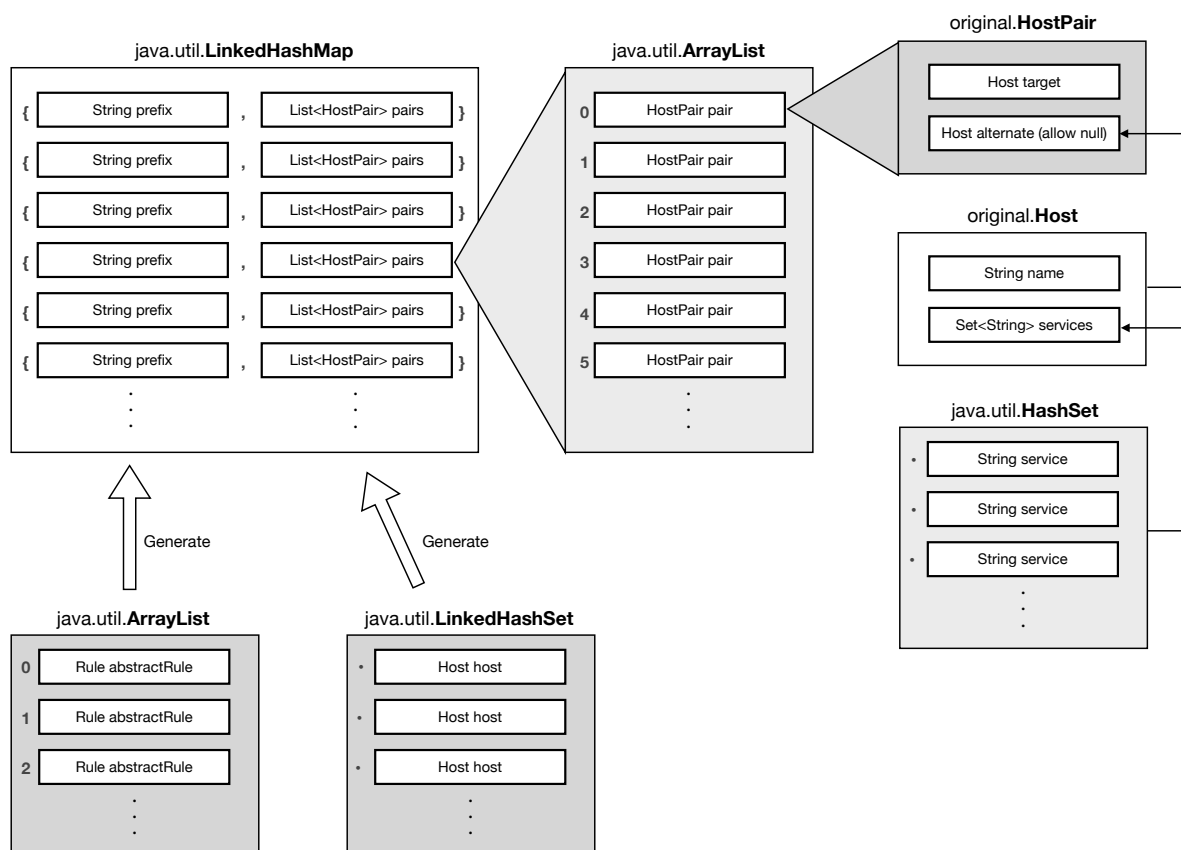 java.util.LinkedHashMap
{ String prefix , List<HostPair> pairs }
{ String prefix , List<HostPair> pairs }
{ String prefix , List<HostPair> pairs }
{ String prefix , List<HostPair> pairs }
{ String prefix , List<HostPair> pairs }
{ String prefix , List<HostPair> pairs }
java.util.ArrayList
0 HostPair pair
1 HostPair pair
2 HostPair pair
3 HostPair pair
4 HostPair pair
5 HostPair pair
original.HostPair
Host target
Host alternate (allow null)
original.Host
String name
Set<String> services
java.util.HashSet
String service
String service
String service
Generate
Generate
java.util.ArrayList
0 Rule abstractRule
1 Rule abstractRule
2 Rule abstractRule
java.util.LinkedHashSet
Host host
Host host
Host host